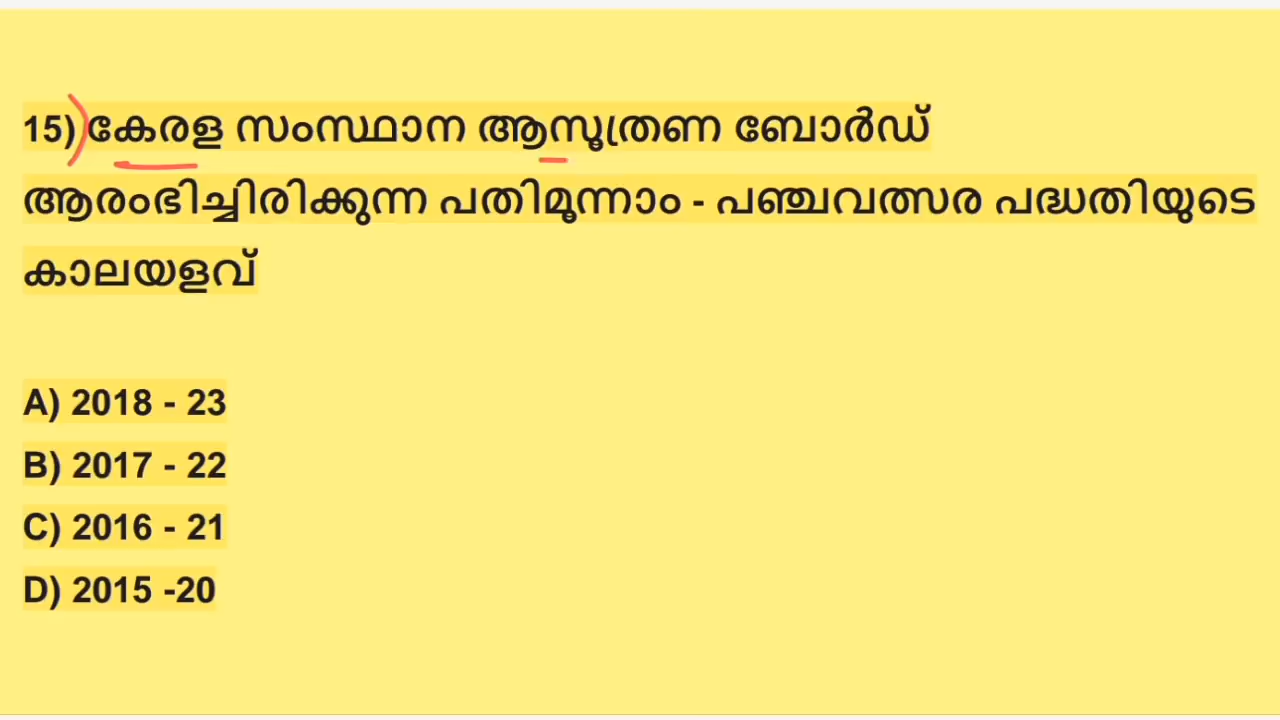 15) കേരള സംസ്ഥാന ആസൂത്രണ ബോർഡ്
ആരംഭിച്ചിരിക്കുന്ന പതിമൂന്നാം - പഞ്ചവത്സര പദ്ധതിയുടെ
കാലയളവ്
A) 2018 - 23
B) 2017 - 22
C) 2016 - 21
D) 2015 -20